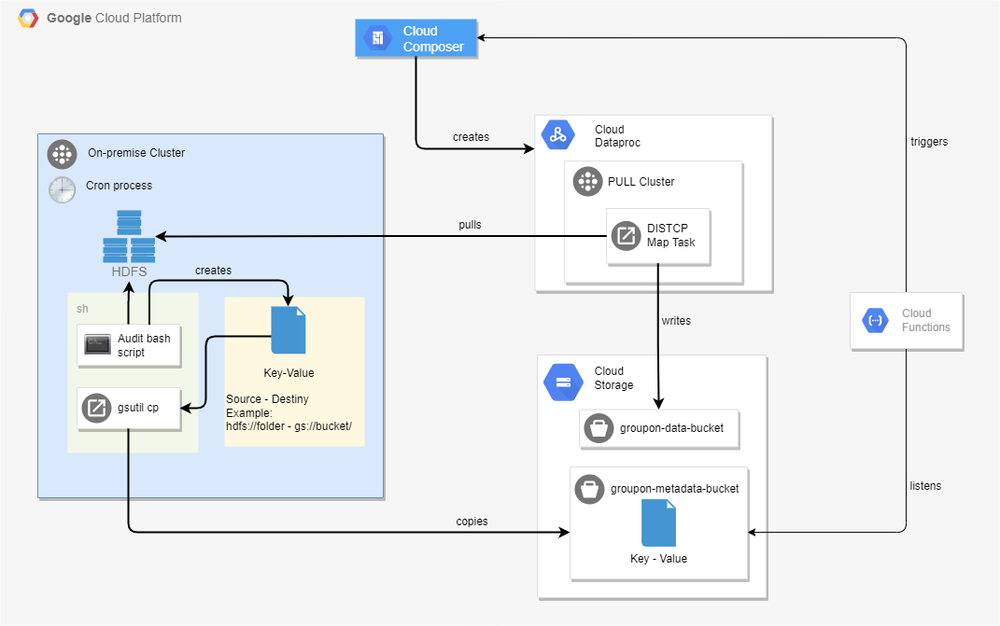 Google Cloud Platform
Cloud
Composer
creates
Cloud
Dataproc
triggers
On-premise Cluster
Cron process
PULL Cluster
pulls
DISTCP
Map Task
HDFS
creates
sh
Audit bash
script
Key-Value
writes
Cloud
Functions
Cloud
Storage
gsutil cp
Source - Destiny
Example:
hdfs://folder - gs://bucket/
groupon-data-bucket
groupon-metadata-bucket
listens
copies
Key - Value